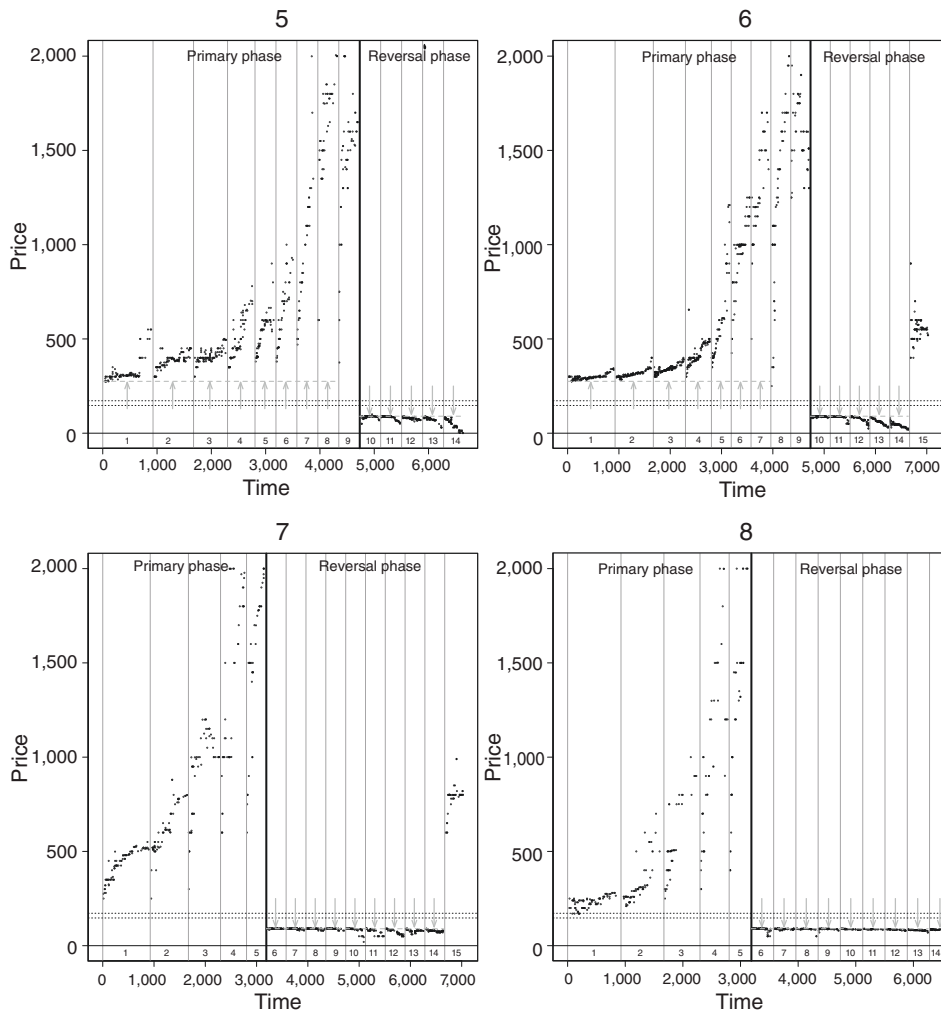 5
Primary phase Reversal phase
2,000
1,500
1,000
500
0
Price
1 2 3 4 5 6 7 8 9 10 11 12 13 14
0 1,000 2,000 3,000 4,000 5,000 6,000
Time
6
Primary phase Reversal phase
2,000
1,500
1,000
500
0
Price
1 2 3 4 5 6 7 8 9 10 11 12 13 14 15
0 1,000 2,000 3,000 4,000 5,000 6,000 7,000
Time
7
Primary phase Reversal phase
2,000
1,500
1,000
500
0
Price
1 2 3 4 5 6 7 8 9 10 11 12 13 14 15
0 1,000 2,000 3,000 4,000 5,000 6,000 7,000
Time
8
Primary phase Reversal phase
2,000
1,500
1,000
500
0
Price
1 2 3 4 5 6 7 8 9 10 11 12 13 14
0 1,000 2,000 3,000 4,000 5,000 6,000
Time